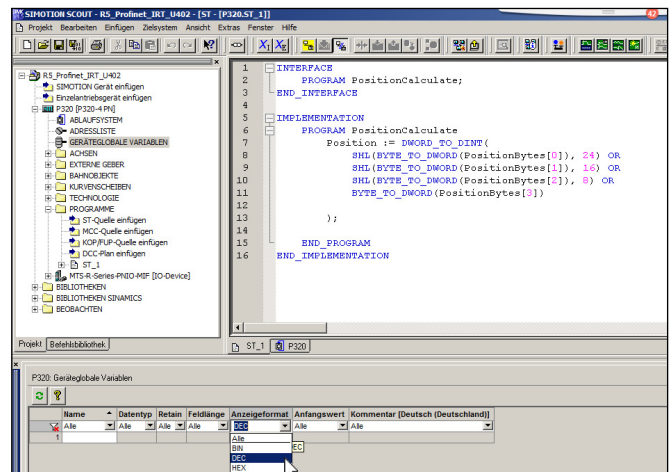 SIMOTION SCOUT - R5_Profinet_IRT_U402 - [ST - [P320.ST_1]]
42
Projekt Bearbeiten Einfügen Zielsystem Ansicht Extras Fenster Hilfe
R5_Profinet_IRT_U402
SIMOTION Gerät einfügen
Einzelantriebsgerät einfügen
P320 [P320-4 PN]
ABLAUFSYSTEM
ADRESSLISTE
GERÄTEGLOBALE VARIABLEN
ACHSEN
EXTERNE GEBER
BAHNOBJEKTE
KURVENSCHEIBEN
TECHNOLOGIE
PROGRAMME
ST-Quelle einfügen
MCC-Quelle einfügen
KOP/FUP-Quelle einfügen
DCC-Plan einfügen
ST_1
MTS-R-Series-PNIO-MIF [IO-Device]
BIBLIOTHEKEN
BIBLIOTHEKEN SINAMICS
BEOBACHTEN
Projekt Befehlsbibliothek
1 INTERFACE
2 PROGRAM PositionCalculate;
3 END_INTERFACE
4
5 IMPLEMENTATION
6 PROGRAM PositionCalculate
7 Position := DWORD_TO_DINT(
8 SHL(BYTE_TO_DWORD(PositionBytes[0]), 24) OR
9 SHL(BYTE_TO_DWORD(PositionBytes[1]), 16) OR
10 SHL(BYTE_TO_DWORD(PositionBytes[2]), 8) OR
11 BYTE_TO_DWORD(PositionBytes[3])
12
13 );
14
15 END_PROGRAM
16 END_IMPLEMENTATION
ST_1 P320
P320: Geräteglobale Variablen
Name Datentyp Retain Feldlänge Anzeigeformat Anfangswert Kommentar [Deutsch (Deutschland)]
Alle Alle Alle Alle DEC Alle Alle
1
Alle
BIN
DEC
HEX